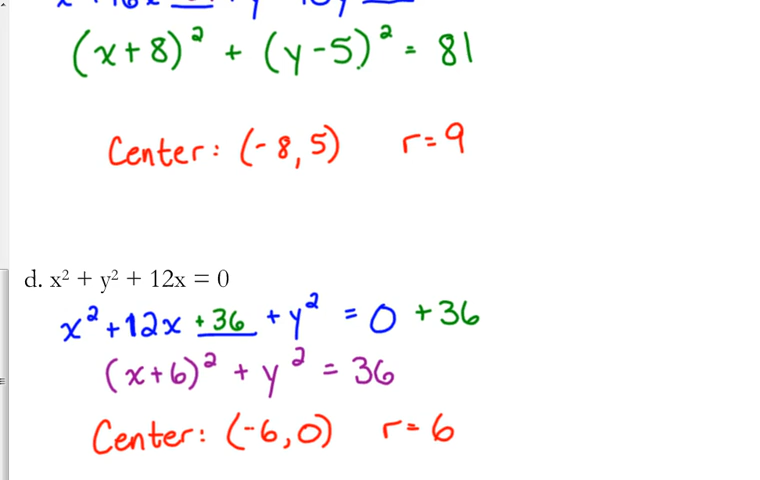 (x+8)² + (y-5)² = 81
Center: (-8,5) r=9
d. x² + y² + 12x = 0
x² +12x +36 + y² = 0 +36
(x+6)² + y² = 36
Center: (-6,0) r=6